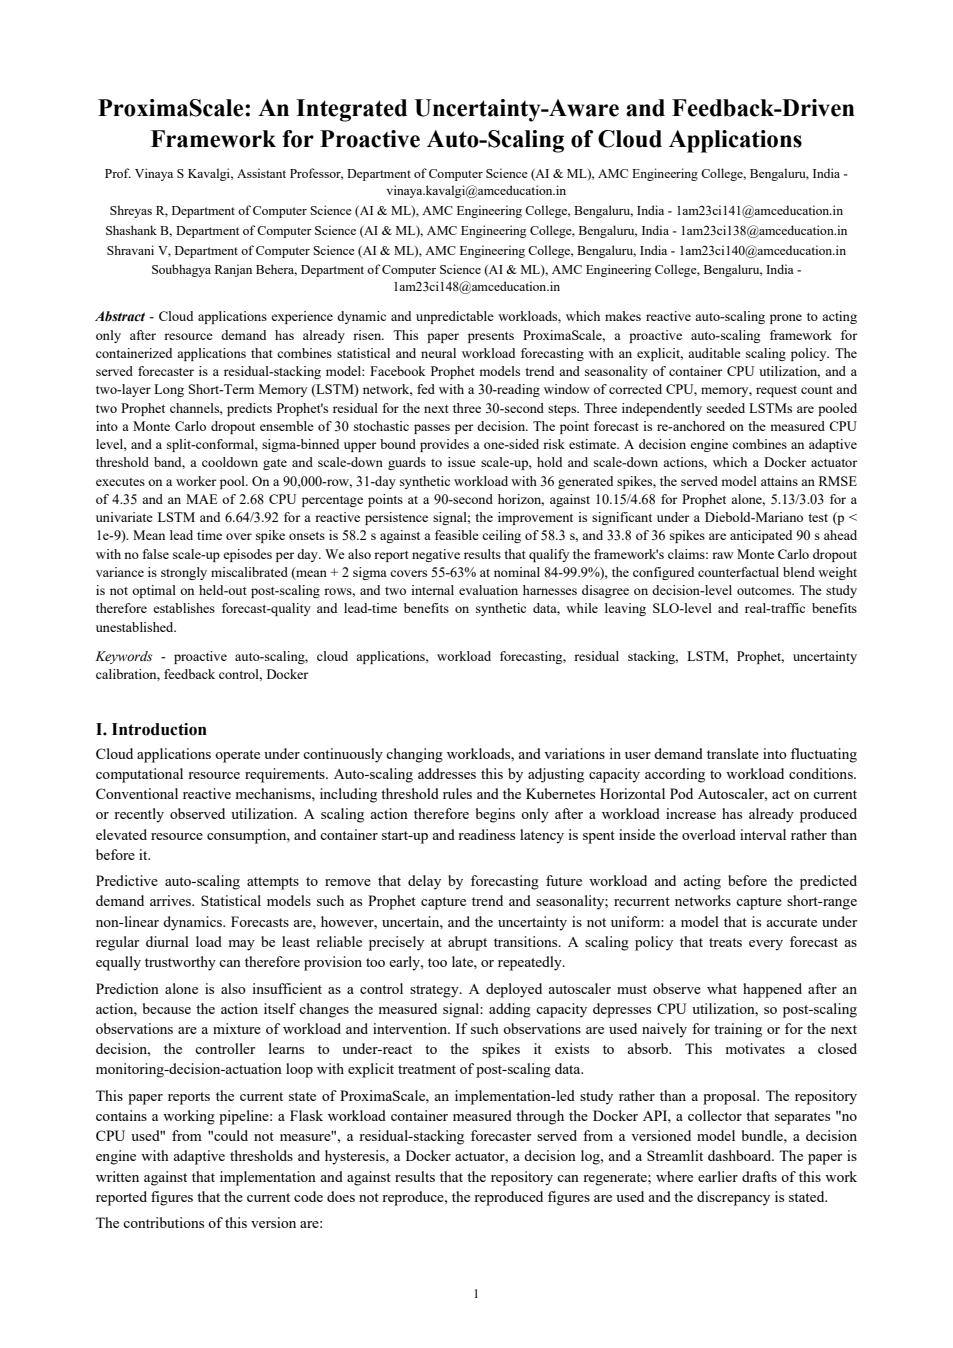 ProximaScale: An Integrated Uncertainty-Aware and Feedback-Driven
Framework for Proactive Auto-Scaling of Cloud Applications
Prof. Vinaya S Kavalgi, Assistant Professor, Department of Computer Science (AI & ML), AMC Engineering College, Bengaluru, India -
vinaya.kavalgi@amceducation.in
Shreyas R, Department of Computer Science (AI & ML), AMC Engineering College, Bengaluru, India - 1am23ci141@amceducation.in
Shashank B, Department of Computer Science (AI & ML), AMC Engineering College, Bengaluru, India - 1am23ci138@amceducation.in
Shravani V, Department of Computer Science (AI & ML), AMC Engineering College, Bengaluru, India - 1am23ci140@amceducation.in
Soubhagya Ranjan Behera, Department of Computer Science (AI & ML), AMC Engineering College, Bengaluru, India -
1am23ci148@amceducation.in
Abstract - Cloud applications experience dynamic and unpredictable workloads, which makes reactive auto-scaling prone to acting
only after resource demand has already risen. This paper presents ProximaScale, a proactive auto-scaling framework for
containerized applications that combines statistical and neural workload forecasting with an explicit, auditable scaling policy. The
served forecaster is a residual-stacking model: Facebook Prophet models trend and seasonality of container CPU utilization, and a
two-layer Long Short-Term Memory (LSTM) network, fed with a 30-reading window of corrected CPU, memory, request count and
two Prophet channels, predicts Prophet's residual for the next three 30-second steps. Three independently seeded LSTMs are pooled
into a Monte Carlo dropout ensemble of 30 stochastic passes per decision. The point forecast is re-anchored on the measured CPU
level, and a split-conformal, sigma-binned upper bound provides a one-sided risk estimate. A decision engine combines an adaptive
threshold band, a cooldown gate and scale-down guards to issue scale-up, hold and scale-down actions, which a Docker actuator
executes on a worker pool. On a 90,000-row, 31-day synthetic workload with 36 generated spikes, the served model attains an RMSE
of 4.35 and an MAE of 2.68 CPU percentage points at a 90-second horizon, against 10.15/4.68 for Prophet alone, 5.13/3.03 for a
univariate LSTM and 6.64/3.92 for a reactive persistence signal; the improvement is significant under a Diebold-Mariano test (p <
1e-9). Mean lead time over spike onsets is 58.2 s against a feasible ceiling of 58.3 s, and 33.8 of 36 spikes are anticipated 90 s ahead
with no false scale-up episodes per day. We also report negative results that qualify the framework's claims: raw Monte Carlo dropout
variance is strongly miscalibrated (mean + 2 sigma covers 55-63% at nominal 84-99.9%), the configured counterfactual blend weight
is not optimal on held-out post-scaling rows, and two internal evaluation harnesses disagree on decision-level outcomes. The study
therefore establishes forecast-quality and lead-time benefits on synthetic data, while leaving SLO-level and real-traffic benefits
unestablished.
Keywords - proactive auto-scaling, cloud applications, workload forecasting, residual stacking, LSTM, Prophet, uncertainty
calibration, feedback control, Docker
I. Introduction
Cloud applications operate under continuously changing workloads, and variations in user demand translate into fluctuating
computational resource requirements. Auto-scaling addresses this by adjusting capacity according to workload conditions.
Conventional reactive mechanisms, including threshold rules and the Kubernetes Horizontal Pod Autoscaler, act on current
or recently observed utilization. A scaling action therefore begins only after a workload increase has already produced
elevated resource consumption, and container start-up and readiness latency is spent inside the overload interval rather than
before it.
Predictive auto-scaling attempts to remove that delay by forecasting future workload and acting before the predicted
demand arrives. Statistical models such as Prophet capture trend and seasonality; recurrent networks capture short-range
non-linear dynamics. Forecasts are, however, uncertain, and the uncertainty is not uniform: a model that is accurate under
regular diurnal load may be least reliable precisely at abrupt transitions. A scaling policy that treats every forecast as
equally trustworthy can therefore provision too early, too late, or repeatedly.
Prediction alone is also insufficient as a control strategy. A deployed autoscaler must observe what happened after an
action, because the action itself changes the measured signal: adding capacity depresses CPU utilization, so post-scaling
observations are a mixture of workload and intervention. If such observations are used naively for training or for the next
decision, the controller learns to under-react to the spikes it exists to absorb. This motivates a closed
monitoring-decision-actuation loop with explicit treatment of post-scaling data.
This paper reports the current state of ProximaScale, an implementation-led study rather than a proposal. The repository
contains a working pipeline: a Flask workload container measured through the Docker API, a collector that separates "no
CPU used" from "could not measure", a residual-stacking forecaster served from a versioned model bundle, a decision
engine with adaptive thresholds and hysteresis, a Docker actuator, a decision log, and a Streamlit dashboard. The paper is
written against that implementation and against results that the repository can regenerate; where earlier drafts of this work
reported figures that the current code does not reproduce, the reproduced figures are used and the discrepancy is stated.
The contributions of this version are:
1